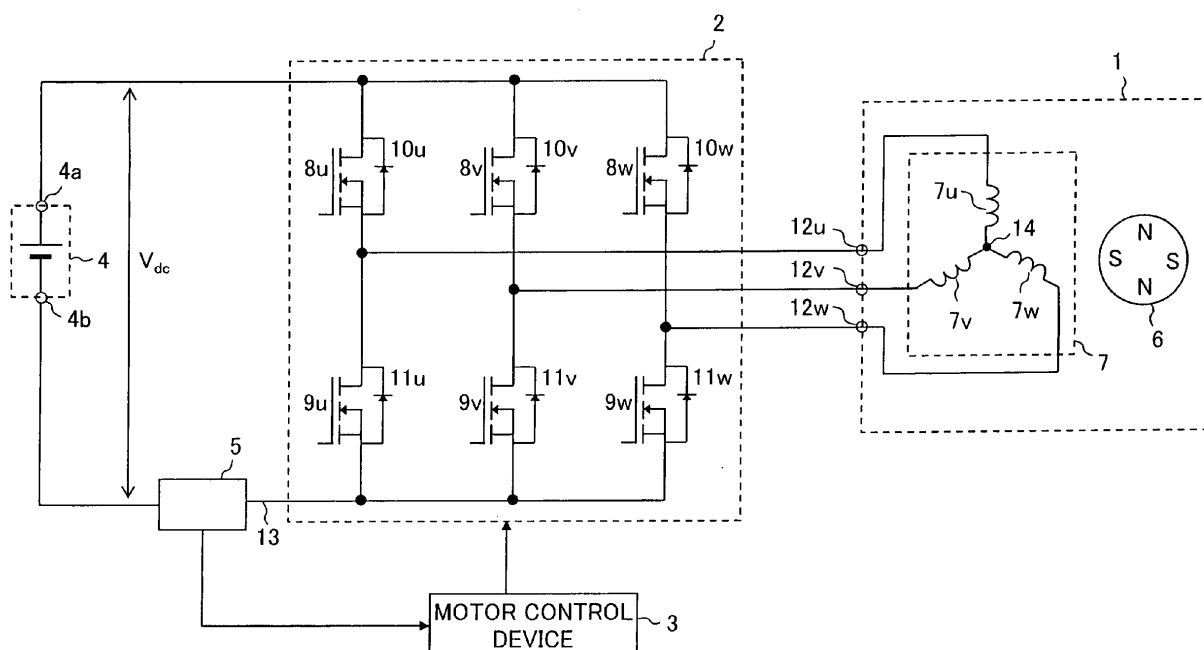 2
1
4a
8u
10u
8v
10v
8w
10w
7u
12u
14
N
S
S
N
4
Vdc
12v
4b
12w
7v
7w
6
7
11u
11v
11w
9u
9v
9w
5
13
MOTOR CONTROL
DEVICE
3